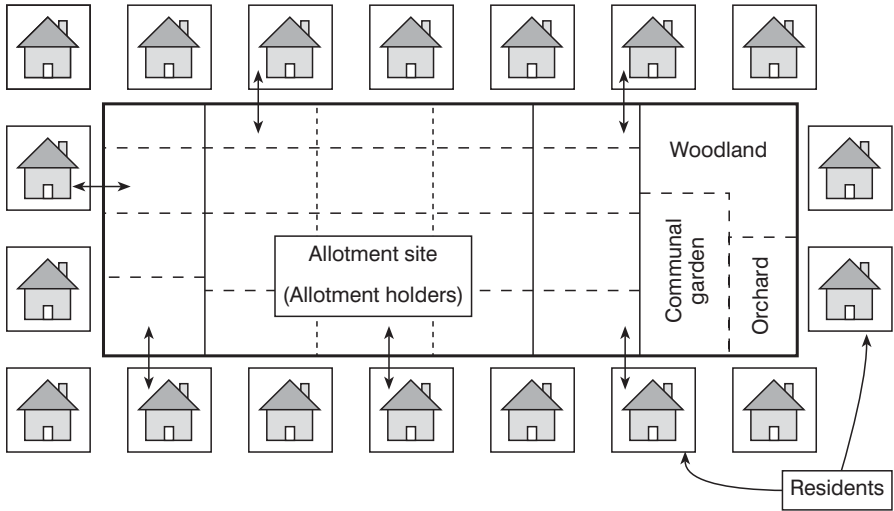 Woodland
Allotment site
(Allotment holders)
Communal
garden
Orchard
Residents